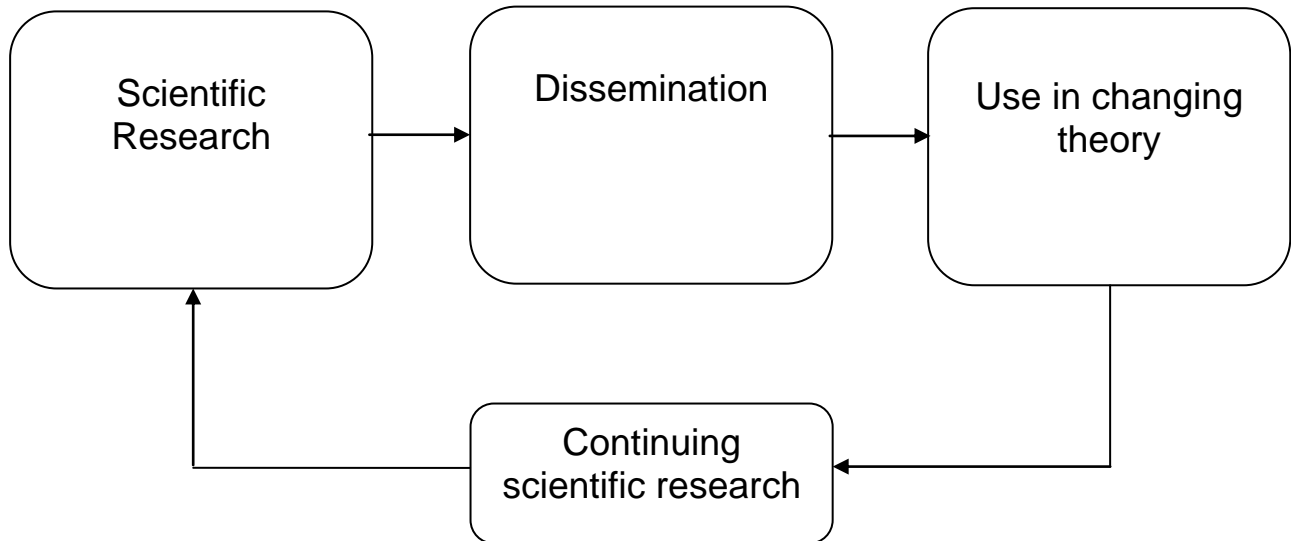 Scientific
Research
Dissemination
Use in changing
theory
Continuing
scientific research